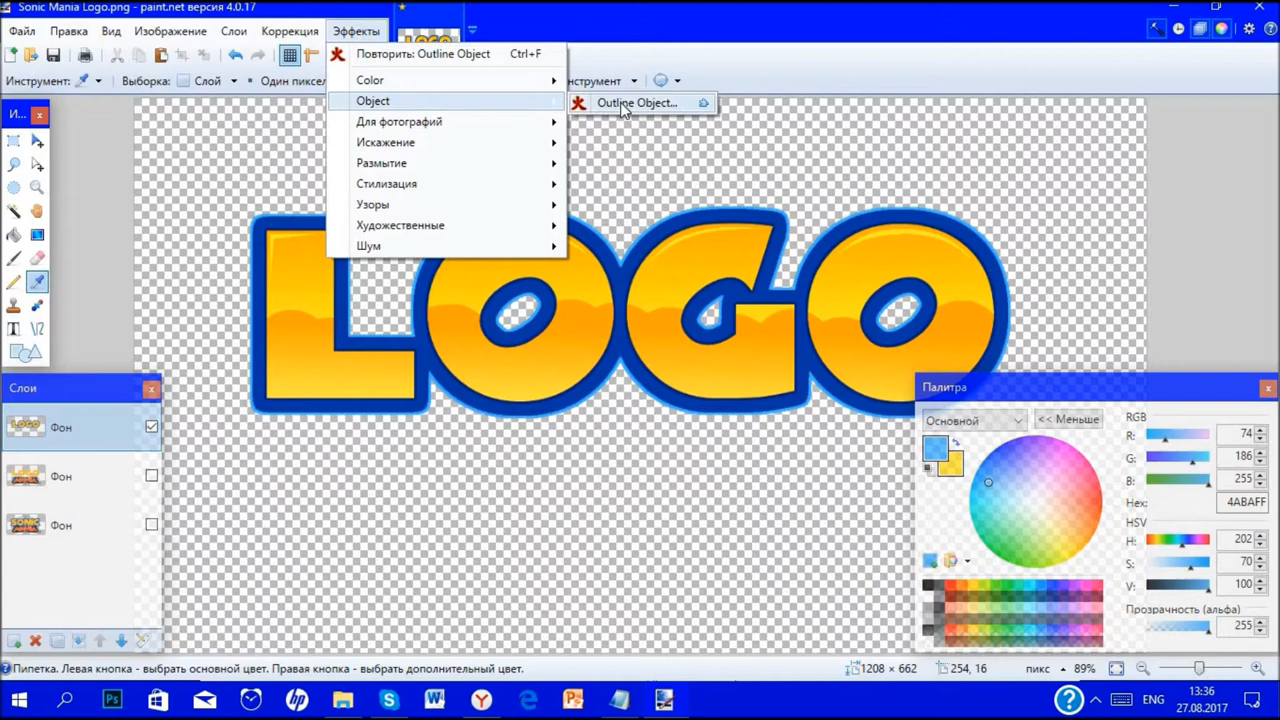 Sonic Mania Logo.png - paint.net версия 4.0.17
Файл Правка Вид Изображение Слои Коррекция Эффекты
Повторить: Outline Object Ctrl+F
Инструмент: Выборка: Слой Один пиксел нструмент
Color
Object
Outline Object...
Для фотографий
Искажение
Размытие
Стилизация
Узоры
Художественные
Шум
И...
LOGO
Слои
Фон
Фон
Фон
Палитра
Основной
<< Меньше
RGB
R: 74
G: 186
B: 255
Hex: 4ABAFF
HSV
H: 202
S: 70
V: 100
Прозрачность (альфа)
255
Пипетка. Левая кнопка - выбрать основной цвет. Правая кнопка - выбрать дополнительный цвет.
1208 × 662
254, 16
пикс
89%
ENG
13:36
27.08.2017